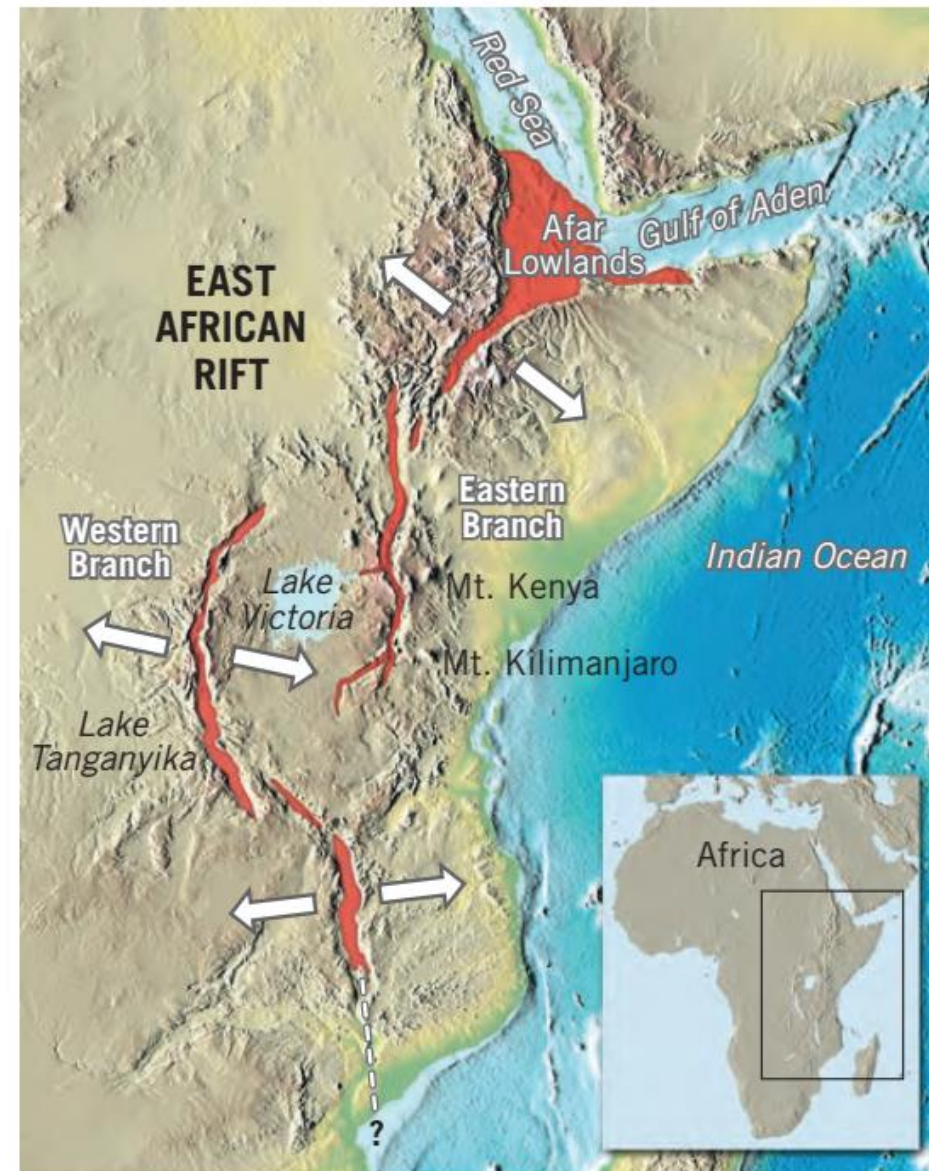 Red Sea
Afar
Lowlands
Gulf of Aden
EAST
AFRICAN
RIFT
Eastern
Branch
Western
Branch
Indian Ocean
Lake
Victoria
Mt. Kenya
Mt. Kilimanjaro
Lake
Tanganyika
Africa
?